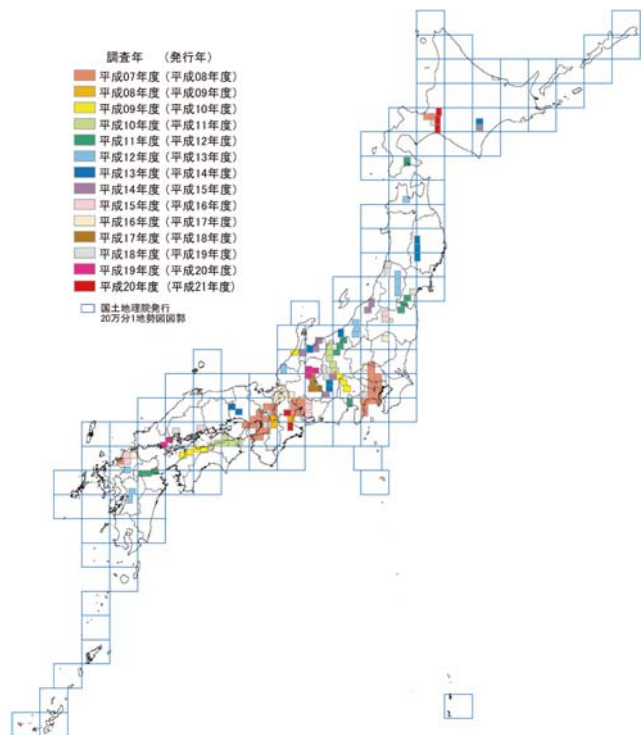 調査年 （発行年）
平成07年度（平成08年度）
平成08年度（平成09年度）
平成09年度（平成10年度）
平成10年度（平成11年度）
平成11年度（平成12年度）
平成12年度（平成13年度）
平成13年度（平成14年度）
平成14年度（平成15年度）
平成15年度（平成16年度）
平成16年度（平成17年度）
平成17年度（平成18年度）
平成18年度（平成19年度）
平成19年度（平成20年度）
平成20年度（平成21年度）
国土地理院発行
20万分1地勢図図郭